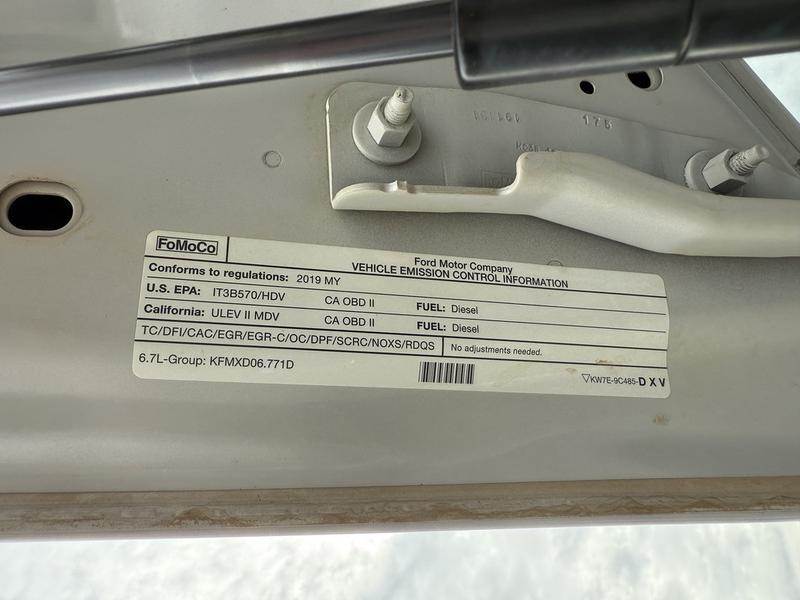 175
FoMoCo
Ford Motor Company
VEHICLE EMISSION CONTROL INFORMATION
Conforms to regulations: 2019 MY
U.S. EPA: IT3B570/HDV CA OBD II FUEL: Diesel
California: ULEV II MDV CA OBD II FUEL: Diesel
TC/DFI/CAC/EGR/EGR-C/OC/DPF/SCRC/NOXS/RDQS No adjustments needed.
6.7L-Group: KFMXD06.771D
▽KW7E-9C485-DXV